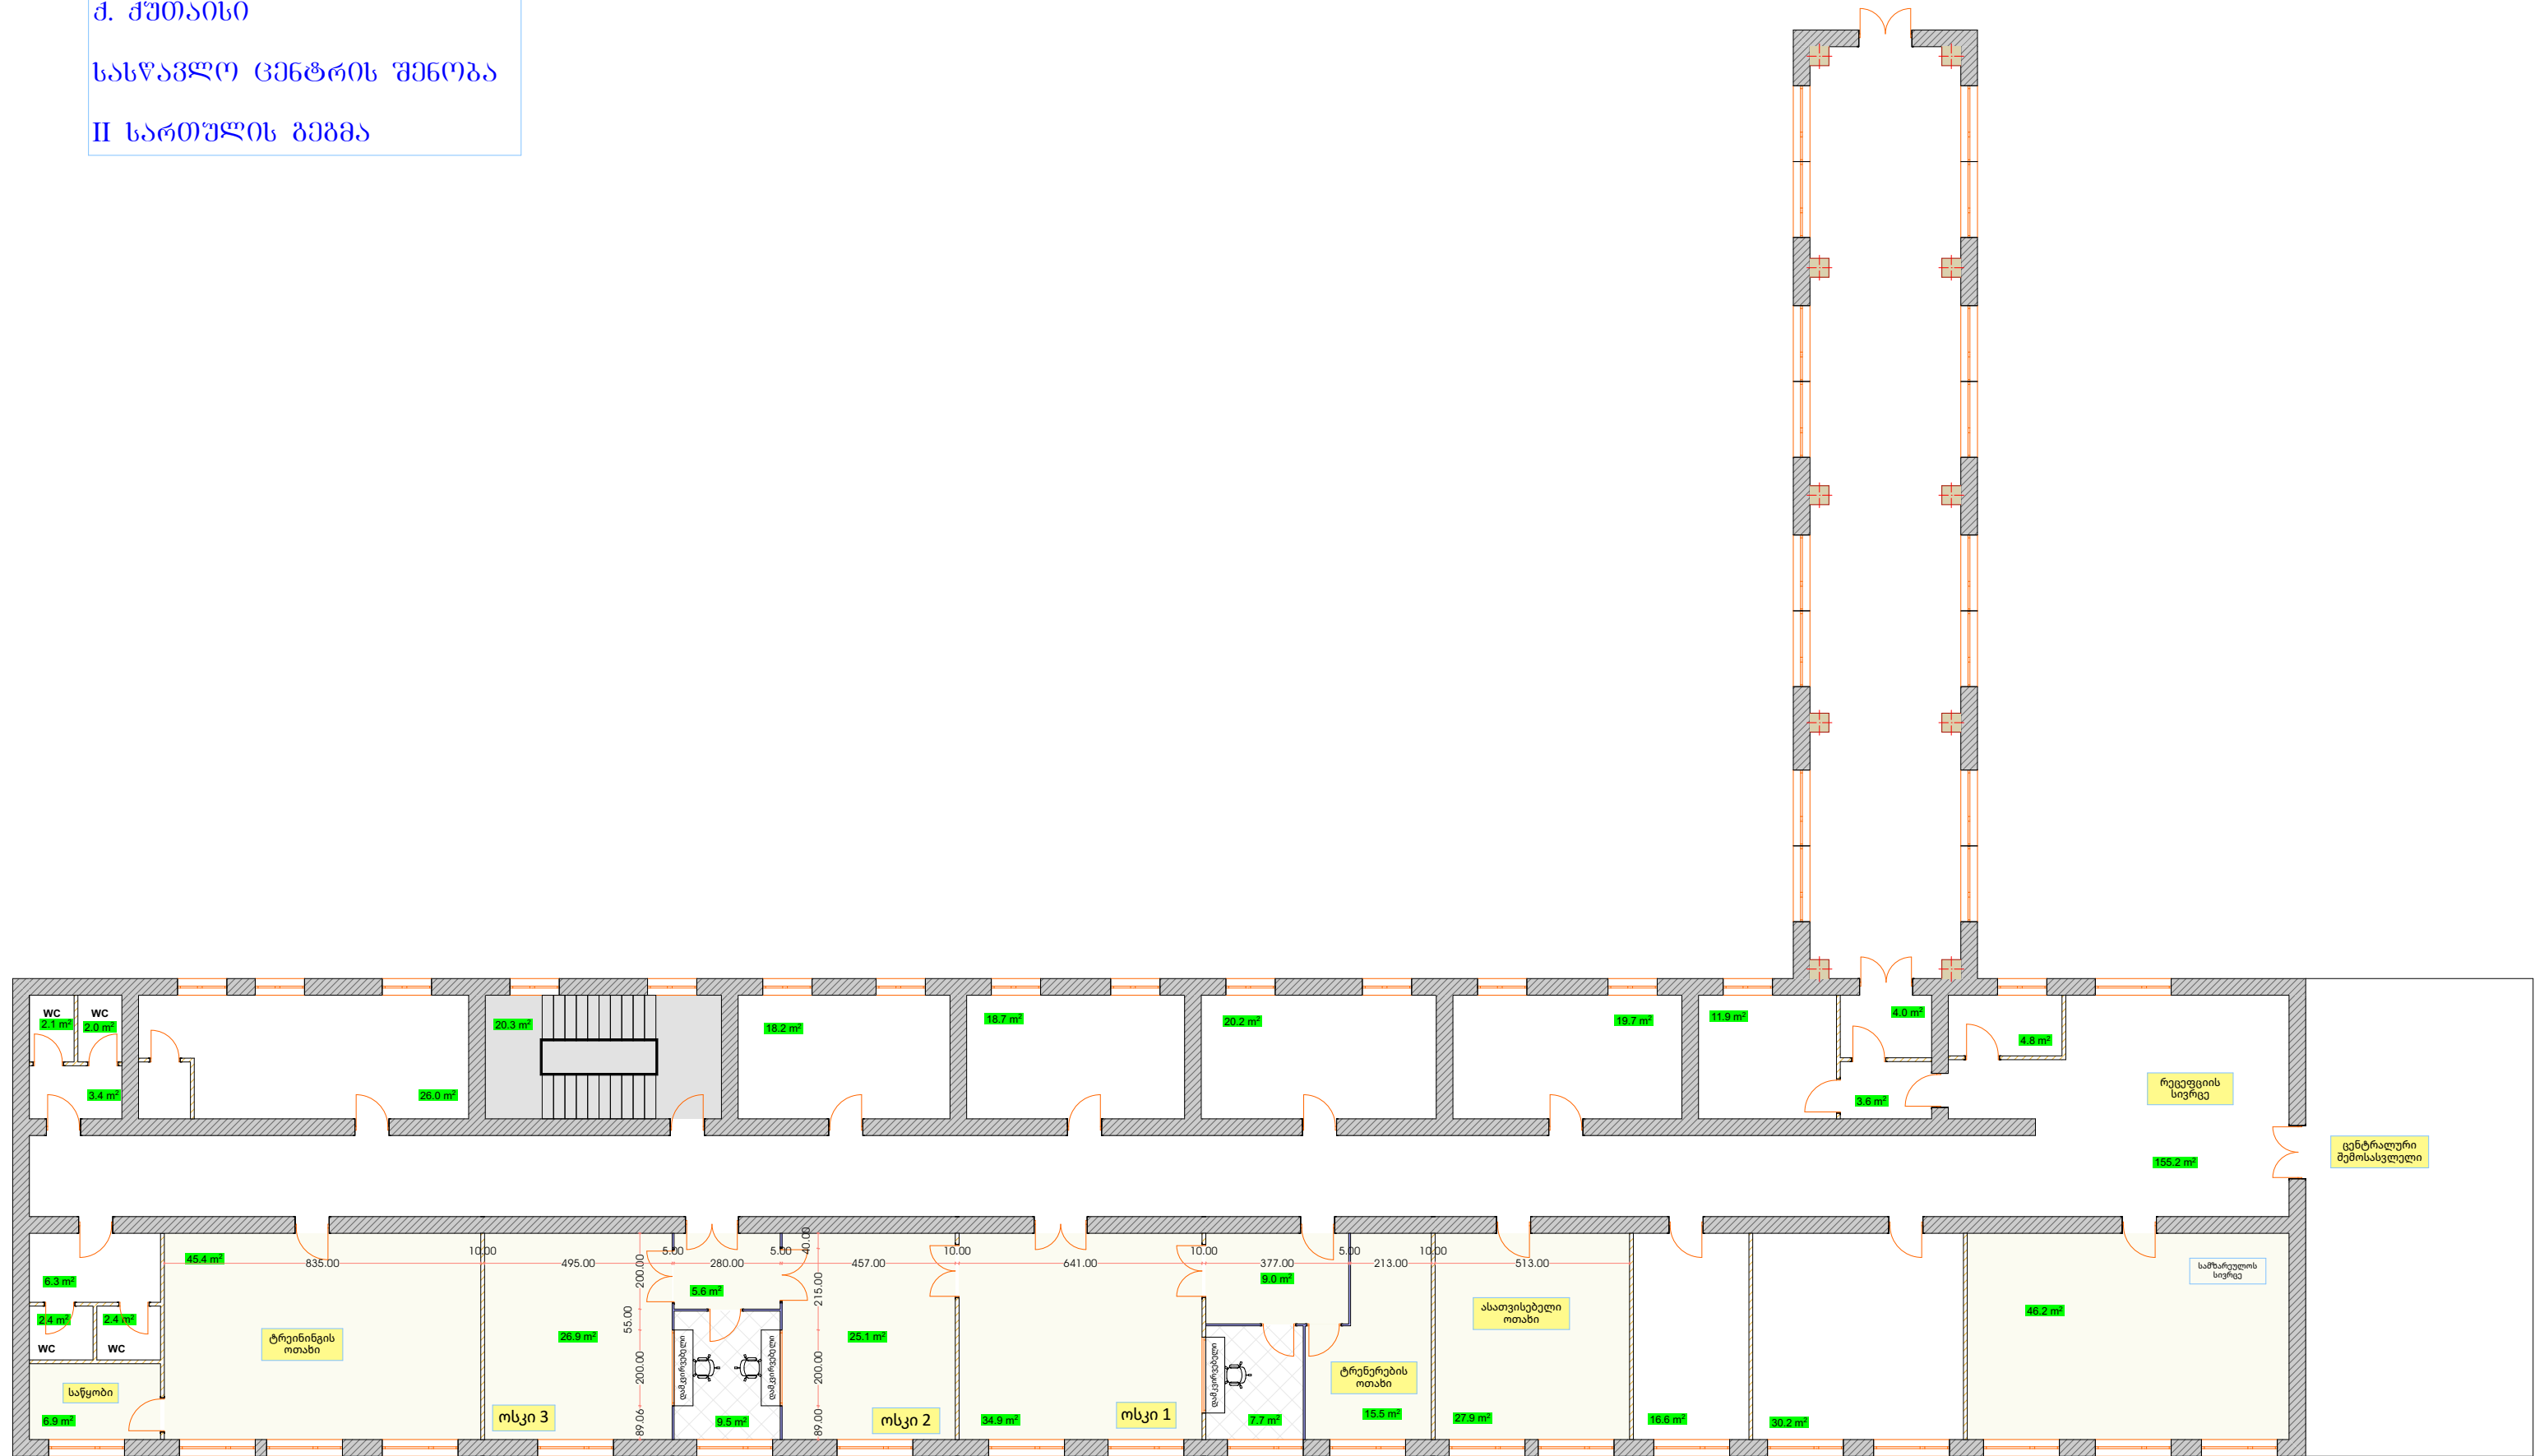 ქ. ქუთაისი
სასწავლო ცენტრის შენობა
II სართულის გეგმა
WC
2.1 m²
WC
2.0 m²
3.4 m²
26.0 m²
20.3 m²
18.2 m²
18.7 m²
20.2 m²
19.7 m²
11.9 m²
4.0 m²
3.6 m²
4.8 m²
რეცეფციის
სივრცე
155.2 m²
ცენტრალური
შემოსასვლელი
6.3 m²
2.4 m²
2.4 m²
WC
WC
საწყობი
6.9 m²
45.4 m²
835.00
ტრეინინგის
ოთახი
10.00
495.00
26.9 m²
ოსკი 3
200.00
55.00
200.00
89.06
5.00
280.00
5.00
5.6 m²
დამკვირვებელი
დამკვირვებელი
9.5 m²
40.00
215.00
200.00
89.00
457.00
25.1 m²
ოსკი 2
10.00
641.00
34.9 m²
ოსკი 1
10.00
377.00
9.0 m²
დამკვირვებელი
7.7 m²
5.00
213.00
ტრენერების
ოთახი
15.5 m²
10.00
513.00
ასათვისებელი
ოთახი
27.9 m²
16.6 m²
30.2 m²
46.2 m²
სამზარეულოს
სივრცე